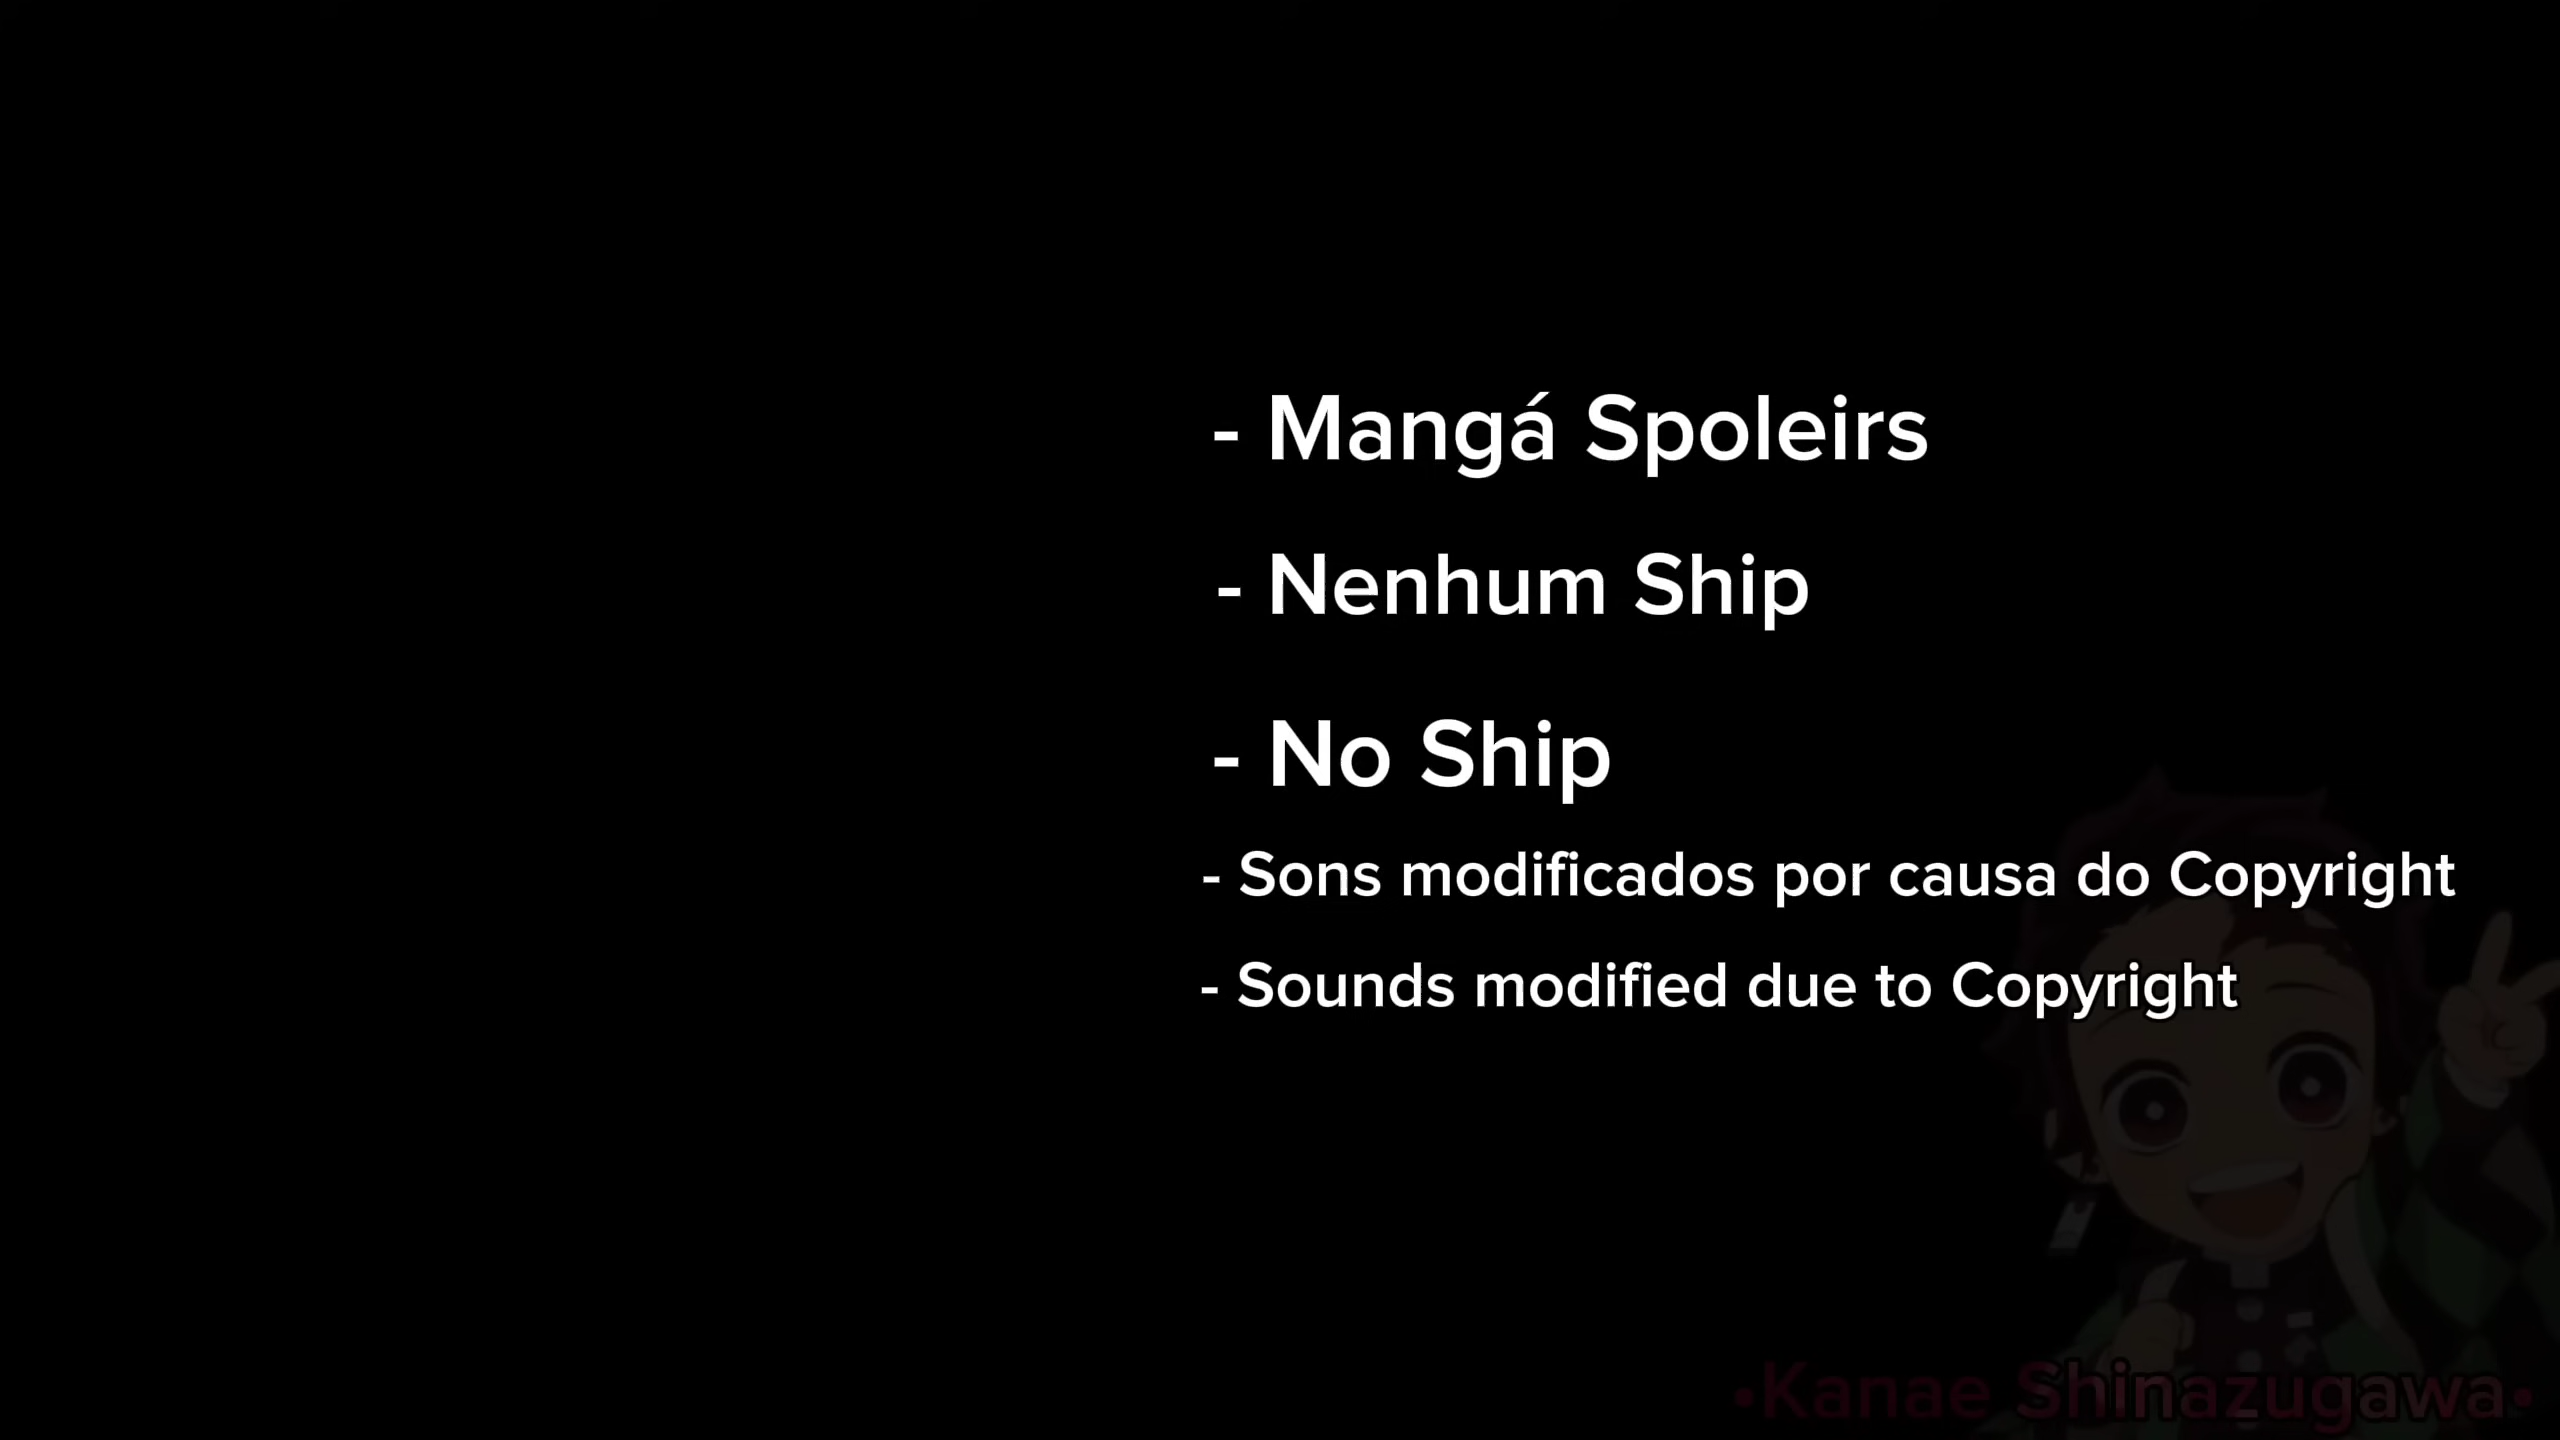 - Mangá Spoleirs
- Nenhum Ship
- No Ship
- Sons modificados por causa do Copyright
- Sounds modified due to Copyright
•Kanae Shinazugawa•